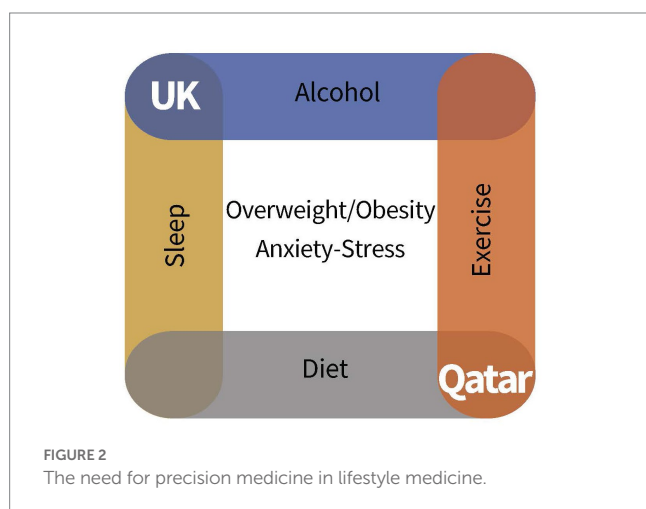 UK
Alcohol
Sleep
Overweight/Obesity
Anxiety-Stress
Exercise
Diet
Qatar
FIGURE 2
The need for precision medicine in lifestyle medicine.